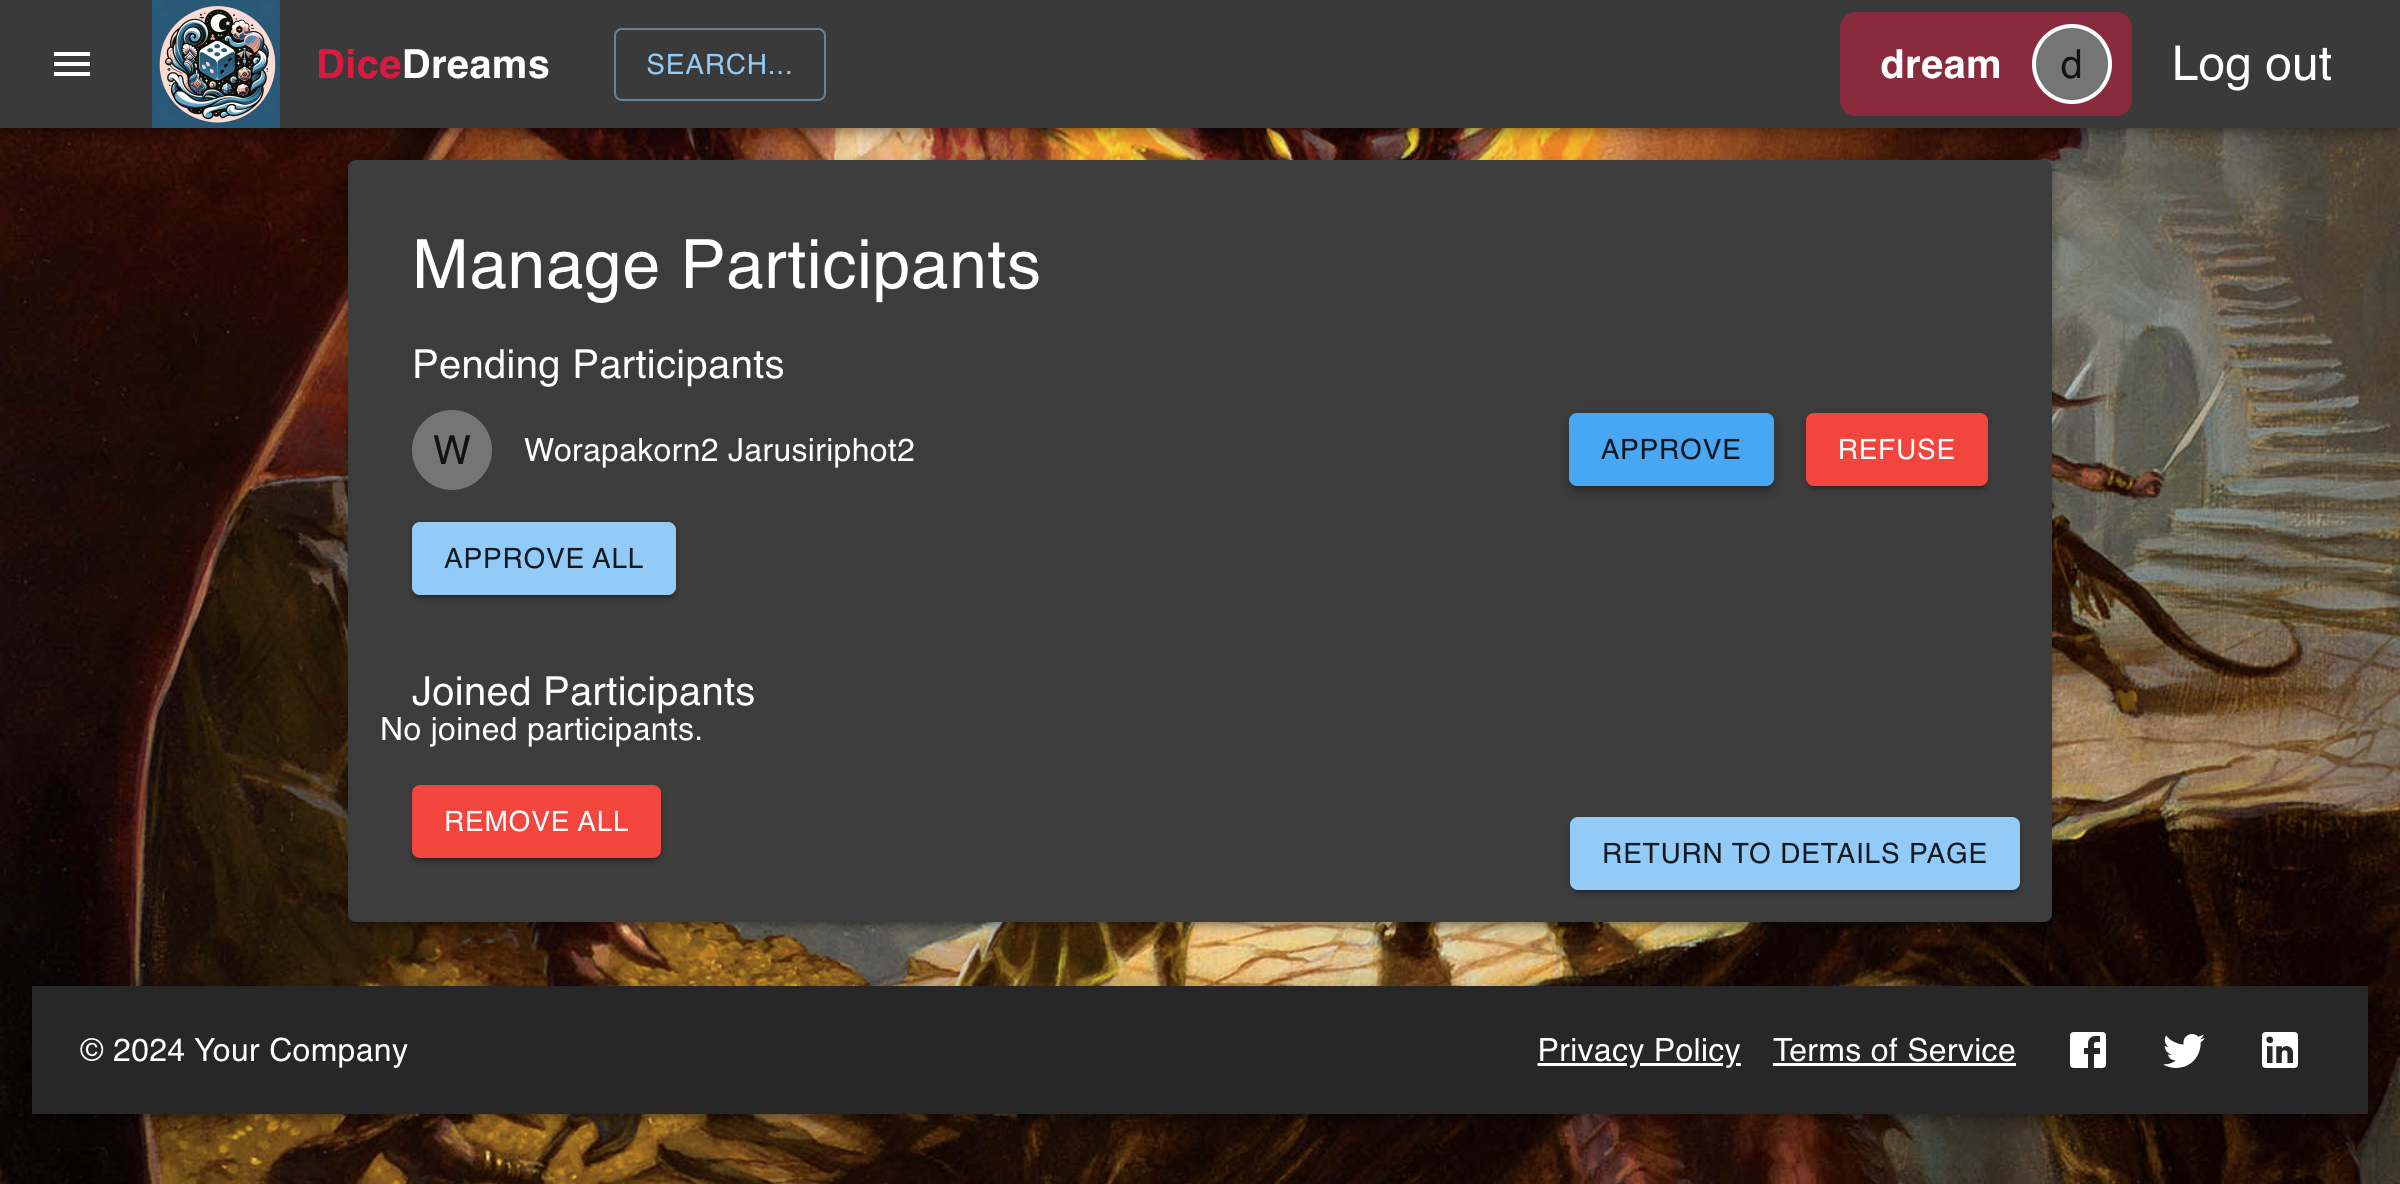 DiceDreams
SEARCH...
dream
d
Log out
Manage Participants
Pending Participants
W
Worapakorn2 Jarusiriphot2
APPROVE
REFUSE
APPROVE ALL
Joined Participants
No joined participants.
REMOVE ALL
RETURN TO DETAILS PAGE
© 2024 Your Company
Privacy Policy
Terms of Service